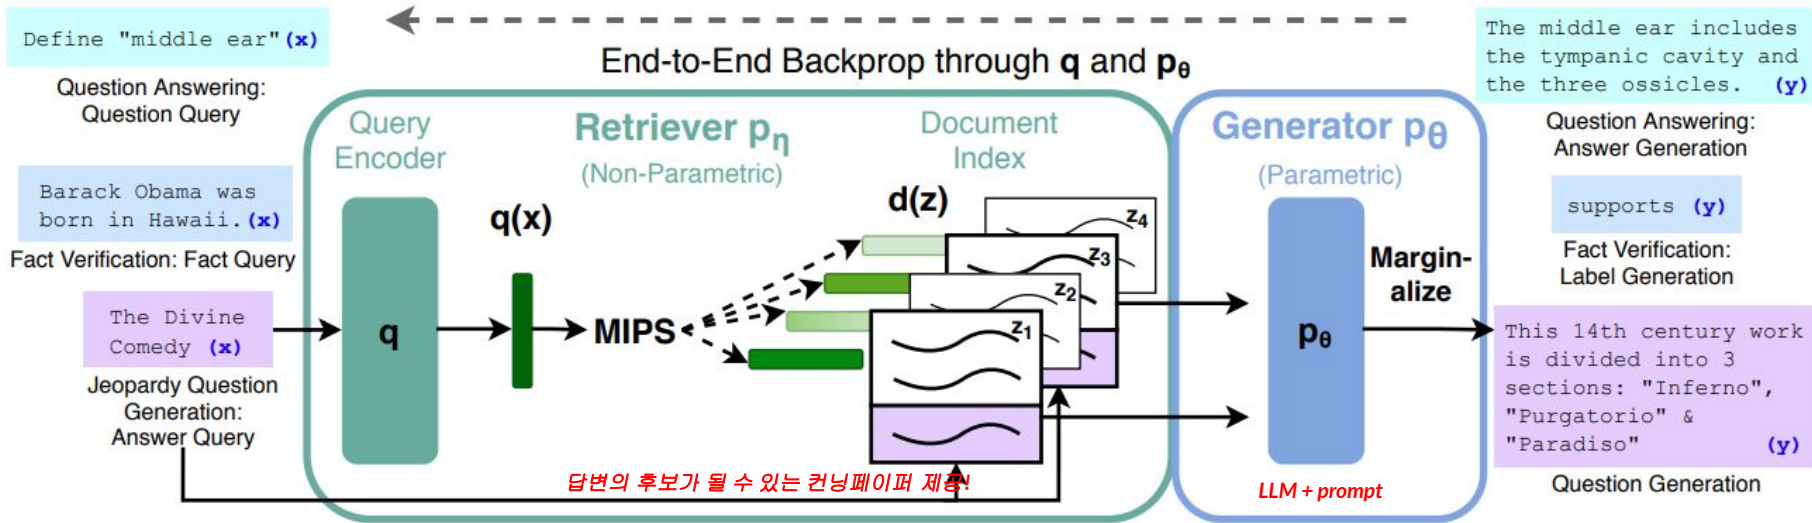 Define "middle ear" (x)
Question Answering:
Question Query
Barack Obama was
born in Hawaii. (x)
Fact Verification: Fact Query
The Divine
Comedy (x)
Jeopardy Question
Generation:
Answer Query
End-to-End Backprop through q and pθ
Query
Encoder
q
q(x)
Retriever pη
(Non-Parametric)
MIPS
Document
Index
d(z)
z4
z3
z2
z1
답변의 후보가 될 수 있는 컨닝페이퍼 제공!
Generator pθ
(Parametric)
pθ
LLM + prompt
Margin-
alize
The middle ear includes
the tympanic cavity and
the three ossicles. (y)
Question Answering:
Answer Generation
supports (y)
Fact Verification:
Label Generation
This 14th century work
is divided into 3
sections: "Inferno",
"Purgatorio" &
"Paradiso" (y)
Question Generation